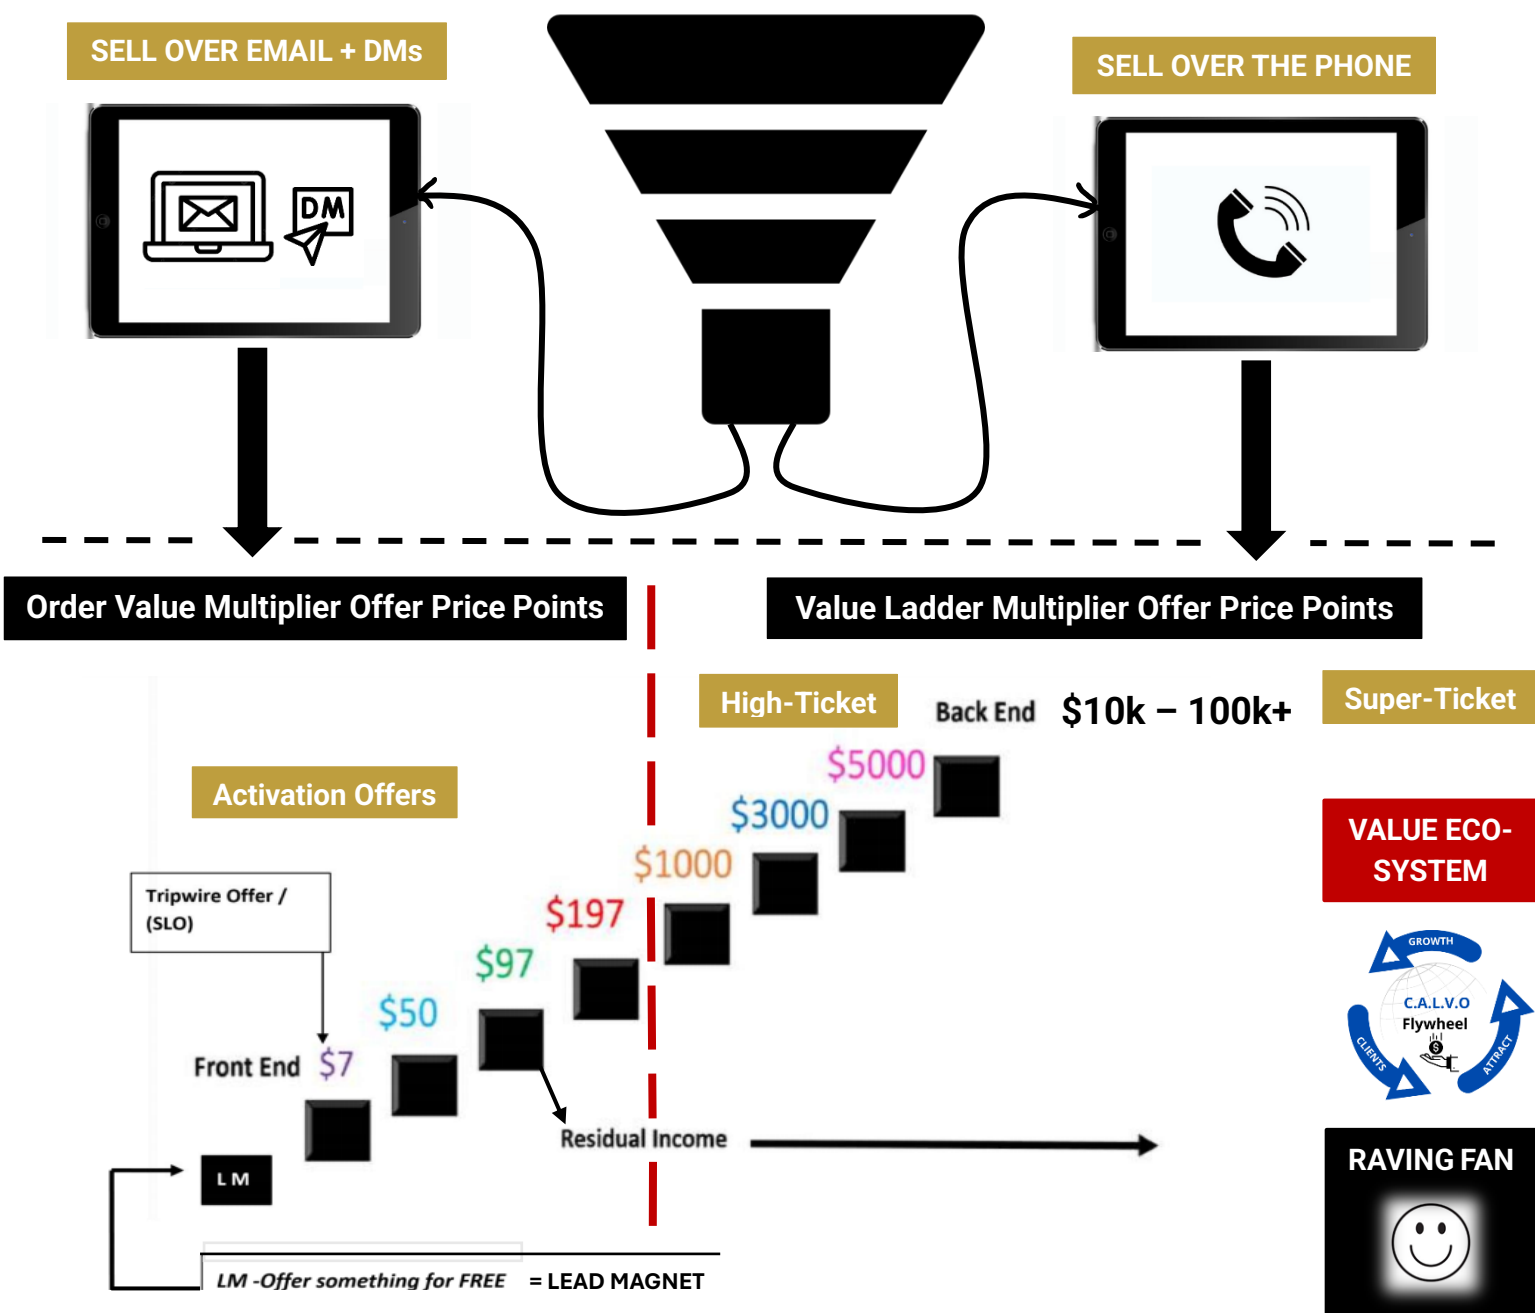 SELL OVER EMAIL + DMs
SELL OVER THE PHONE
DM
Order Value Multiplier Offer Price Points
Value Ladder Multiplier Offer Price Points
High-Ticket
Back End
$10k – 100k+
Super-Ticket
$5000
Activation Offers
$3000
VALUE ECO-
SYSTEM
$1000
Tripwire Offer /
(SLO)
$197
$97
GROWTH
C.A.L.V.O
Flywheel
$
CLIENTS
ATTRACT
$50
Front End
$7
Residual Income
RAVING FAN
LM
LM -Offer something for FREE = LEAD MAGNET